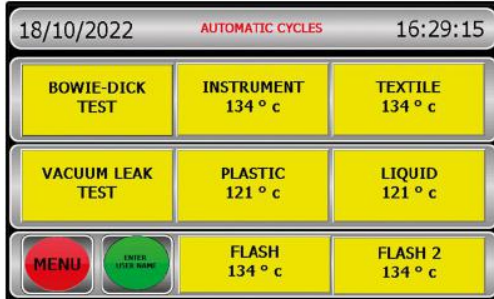 18/10/2022 AUTOMATIC CYCLES 16:29:15
BOWIE-DICK
TEST
INSTRUMENT
134 ° c
TEXTILE
134 ° c
VACUUM LEAK
TEST
PLASTIC
121 ° c
LIQUID
121 ° c
MENU
ENTER
USER NAME
FLASH
134 ° c
FLASH 2
134 ° c